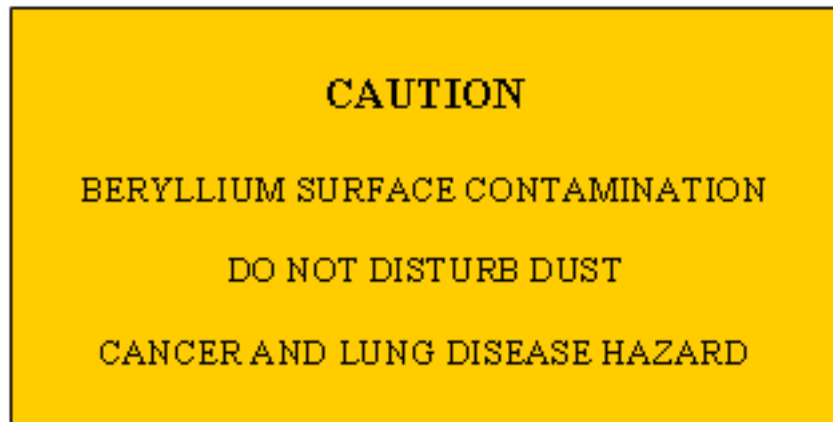 CAUTION
BERYLLIUM SURFACE CONTAMINATION
DO NOT DISTURB DUST
CANCER AND LUNG DISEASE HAZARD